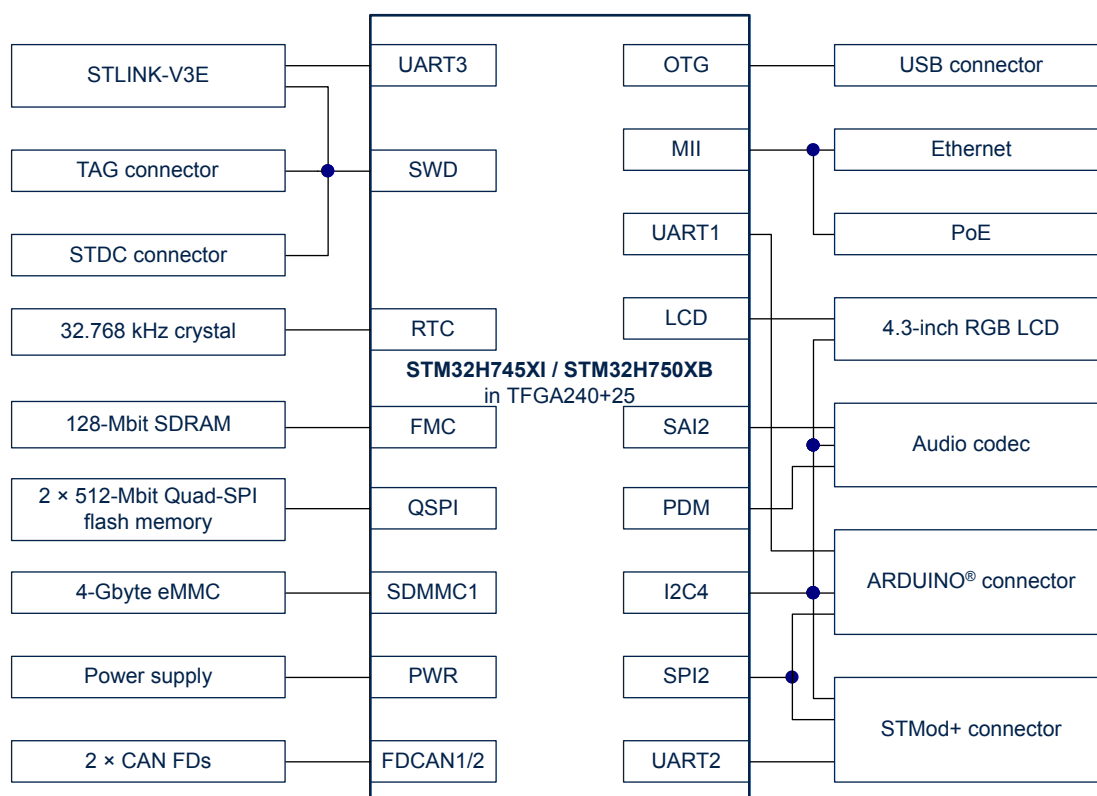 STLINK-V3E
UART3
OTG
USB connector
MII
Ethernet
TAG connector
SWD
UART1
PoE
STDC connector
32.768 kHz crystal
RTC
LCD
4.3-inch RGB LCD
STM32H745XI / STM32H750XB
in TFGA240+25
128-Mbit SDRAM
FMC
SAI2
Audio codec
2 × 512-Mbit Quad-SPI
flash memory
QSPI
PDM
4-Gbyte eMMC
SDMMC1
I2C4
ARDUINO® connector
Power supply
PWR
SPI2
STMod+ connector
2 × CAN FDs
FDCAN1/2
UART2